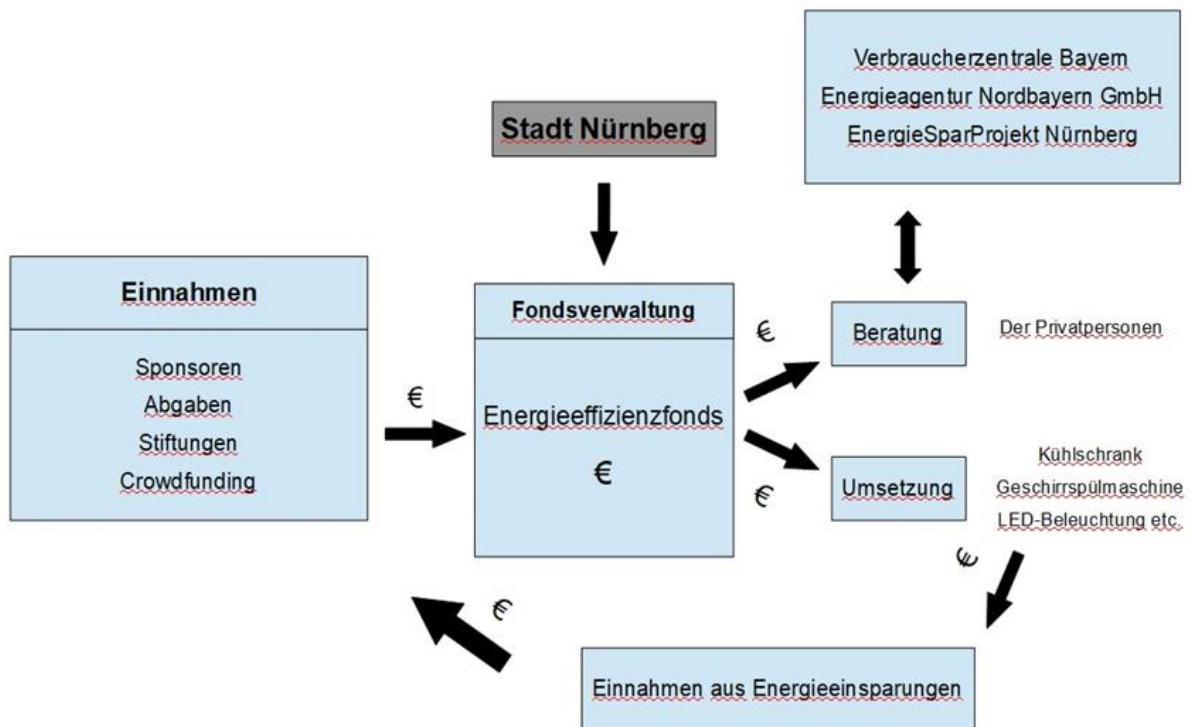 Verbraucherzentrale Bayern
Energieagentur Nordbayern GmbH
EnergieSparProjekt Nürnberg
Stadt Nürnberg
Einnahmen
Sponsoren
Abgaben
Stiftungen
Crowdfunding
€
Fondsverwaltung
Energieeffizienzfonds
€
€
Beratung
Der Privatpersonen
€
Umsetzung
Kühlschrank
Geschirrspülmaschine
LED-Beleuchtung etc.
€
€
Einnahmen aus Energieeinsparungen